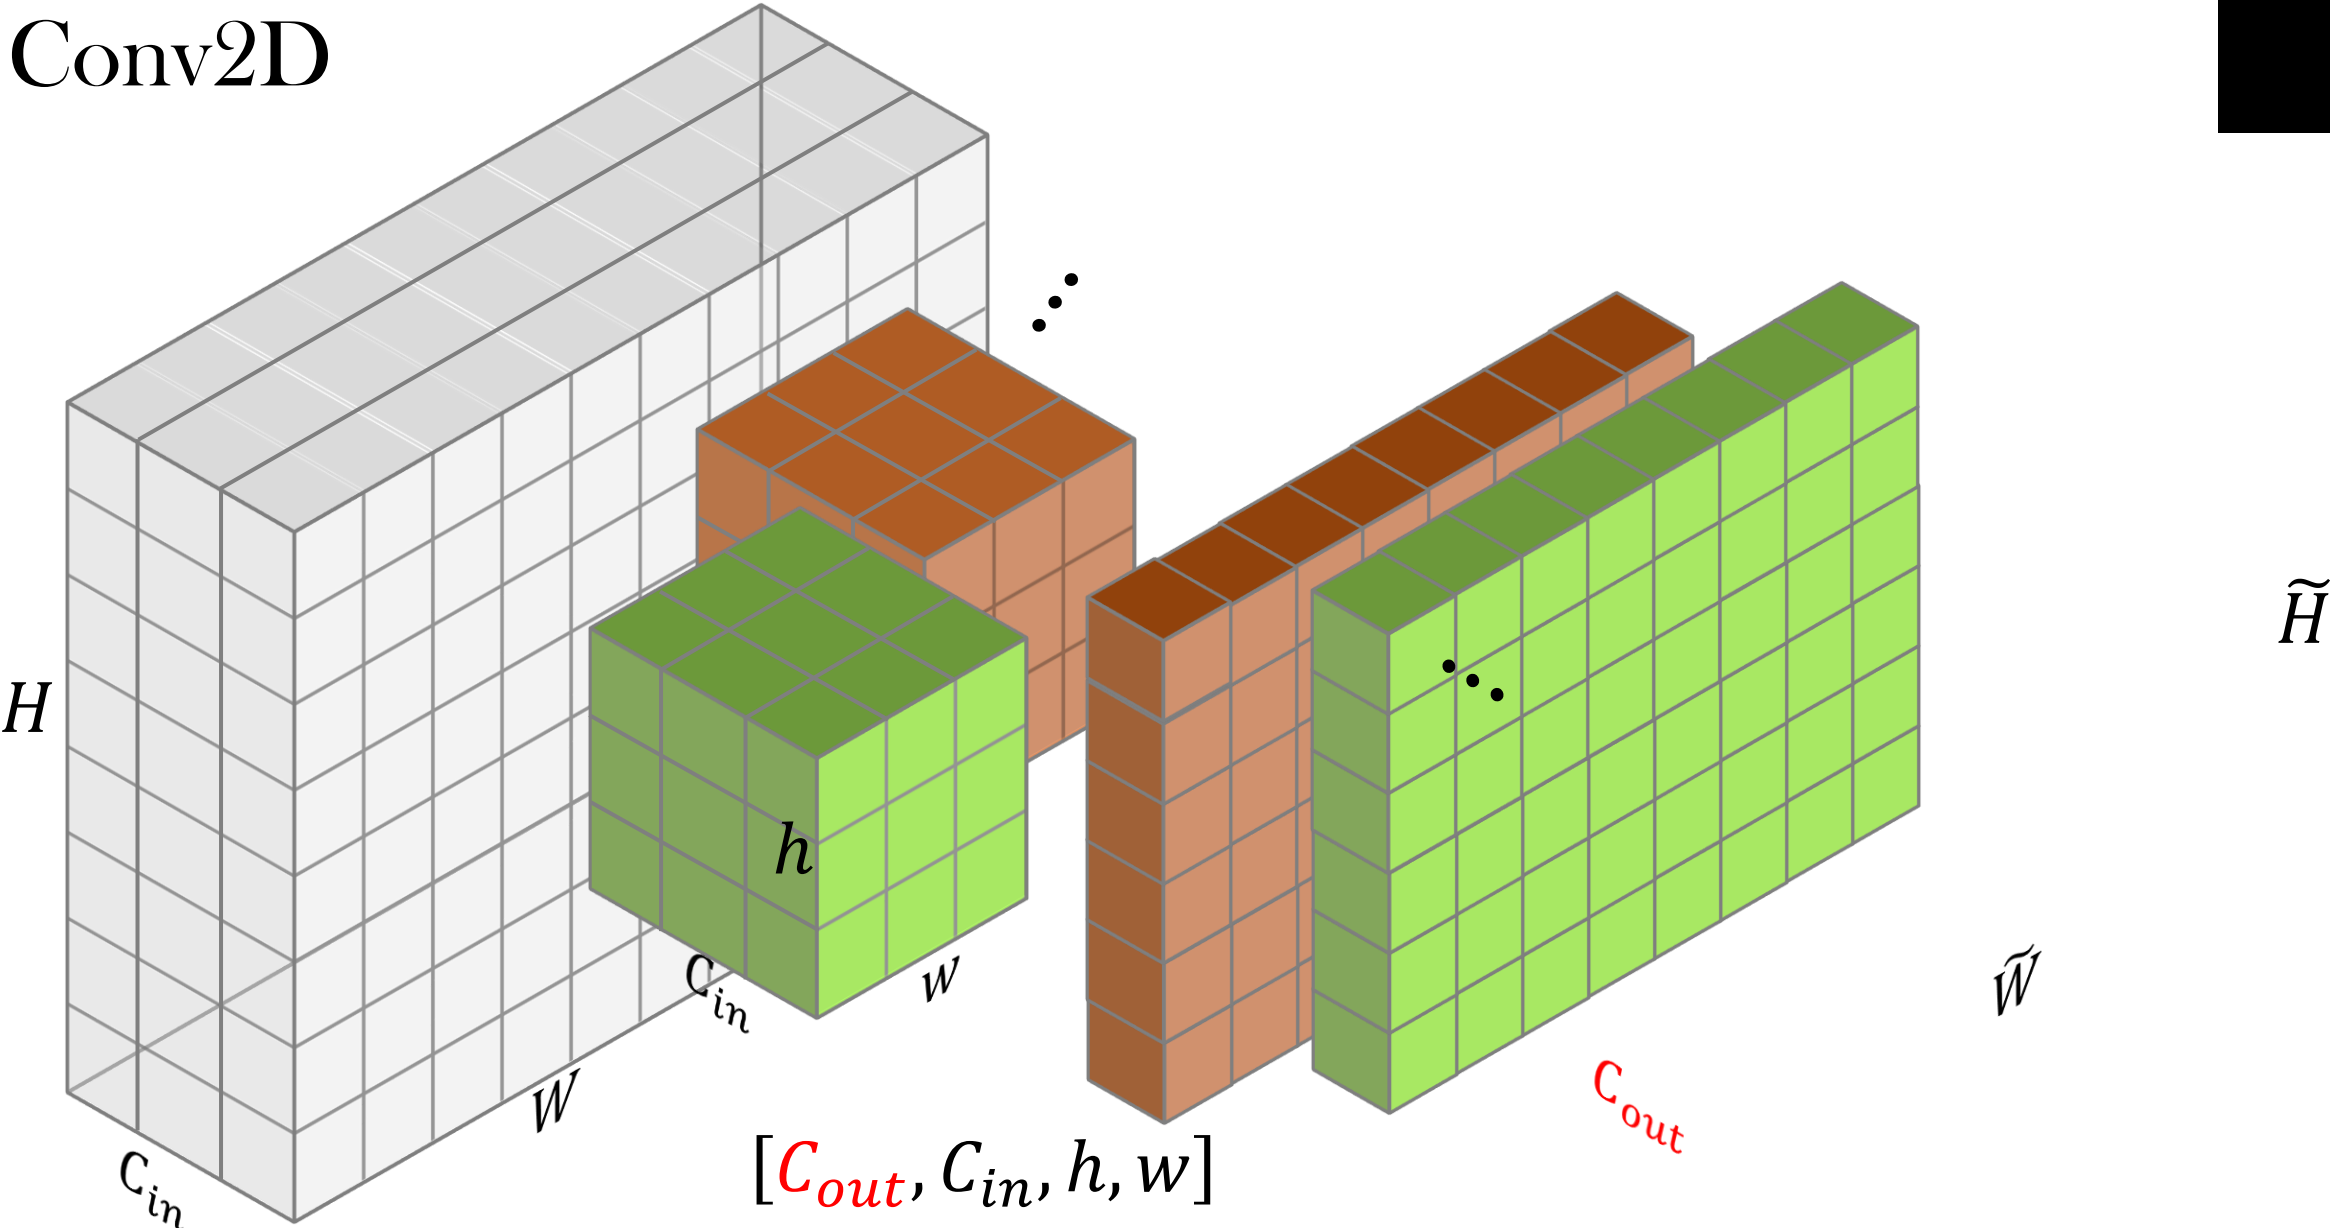 Conv2D
H
h
C_in
w
W
C_in
[C_out, C_in, h, w]
C_out
W̃
H̃